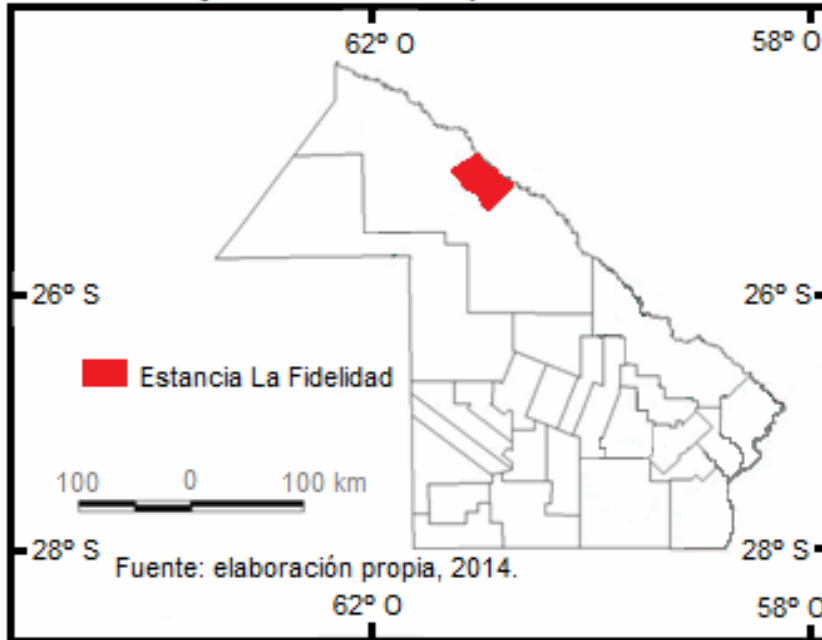 62º O 58º O
26º S 26º S
Estancia La Fidelidad
100 0 100 km
28º S 28º S
Fuente: elaboración propia, 2014.
62º O 58º O